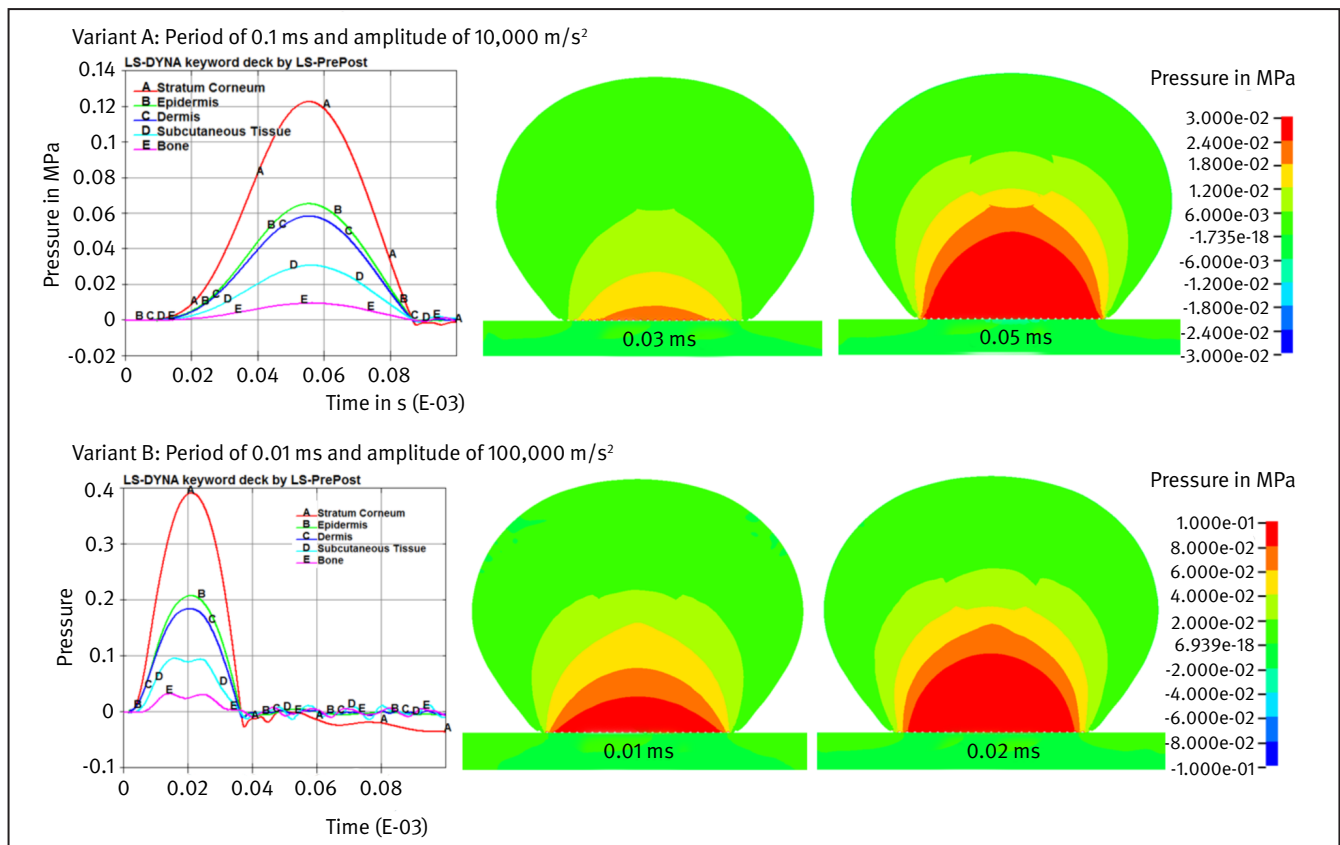 Variant A: Period of 0.1 ms and amplitude of 10,000 m/s²
LS-DYNA keyword deck by LS-PrePost
A Stratum Corneum
B Epidermis
C Dermis
D Subcutaneous Tissue
E Bone
Pressure in MPa
0.14
0.12
0.1
0.08
0.06
0.04
0.02
0
-0.02
0
0.02
0.04
0.06
0.08
Time in s (E-03)
A
A
A
A
A
B
B
B
B
B
C
C
C
C
C
D
D
D
D
D
E
E
E
E
E
0.03 ms
0.05 ms
Pressure in MPa
3.000e-02
2.400e-02
1.800e-02
1.200e-02
6.000e-03
-1.735e-18
-6.000e-03
-1.200e-02
-1.800e-02
-2.400e-02
-3.000e-02
Variant B: Period of 0.01 ms and amplitude of 100,000 m/s²
LS-DYNA keyword deck by LS-PrePost
A Stratum Corneum
B Epidermis
C Dermis
D Subcutaneous Tissue
E Bone
Pressure
0.4
0.3
0.2
0.1
0
-0.1
0
0.02
0.04
0.06
0.08
Time (E-03)
A
A
A
A
A
B
B
B
B
B
C
C
C
C
C
D
D
D
D
D
E
E
E
E
E
0.01 ms
0.02 ms
Pressure in MPa
1.000e-01
8.000e-02
6.000e-02
4.000e-02
2.000e-02
6.939e-18
-2.000e-02
-4.000e-02
-6.000e-02
-8.000e-02
-1.000e-01